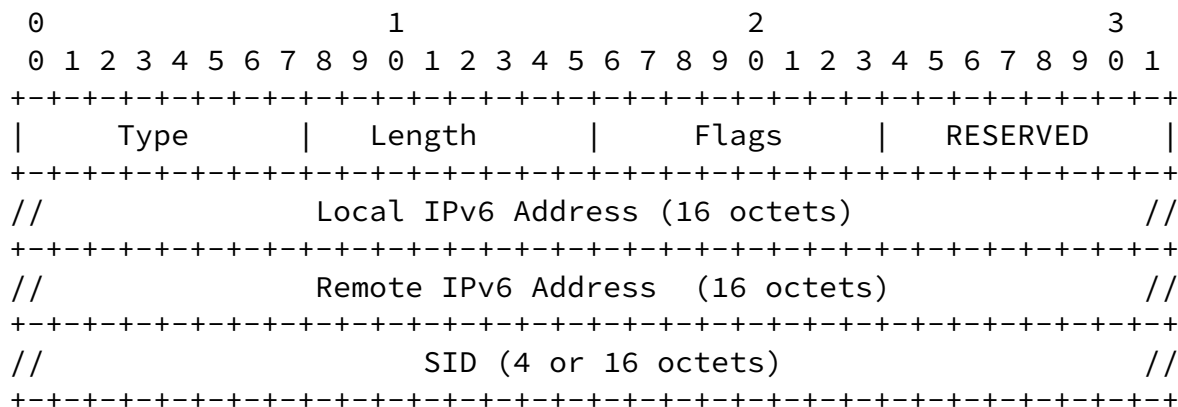 0                   1                   2                   3
 0 1 2 3 4 5 6 7 8 9 0 1 2 3 4 5 6 7 8 9 0 1 2 3 4 5 6 7 8 9 0 1
+-+-+-+-+-+-+-+-+-+-+-+-+-+-+-+-+-+-+-+-+-+-+-+-+-+-+-+-+-+-+-+-+
|     Type      |   Length      |     Flags     |   RESERVED    |
+-+-+-+-+-+-+-+-+-+-+-+-+-+-+-+-+-+-+-+-+-+-+-+-+-+-+-+-+-+-+-+-+
//               Local IPv6 Address (16 octets)                //
+-+-+-+-+-+-+-+-+-+-+-+-+-+-+-+-+-+-+-+-+-+-+-+-+-+-+-+-+-+-+-+-+
//               Remote IPv6 Address  (16 octets)              //
+-+-+-+-+-+-+-+-+-+-+-+-+-+-+-+-+-+-+-+-+-+-+-+-+-+-+-+-+-+-+-+-+
//                     SID (4 or 16 octets)                    //
+-+-+-+-+-+-+-+-+-+-+-+-+-+-+-+-+-+-+-+-+-+-+-+-+-+-+-+-+-+-+-+-+